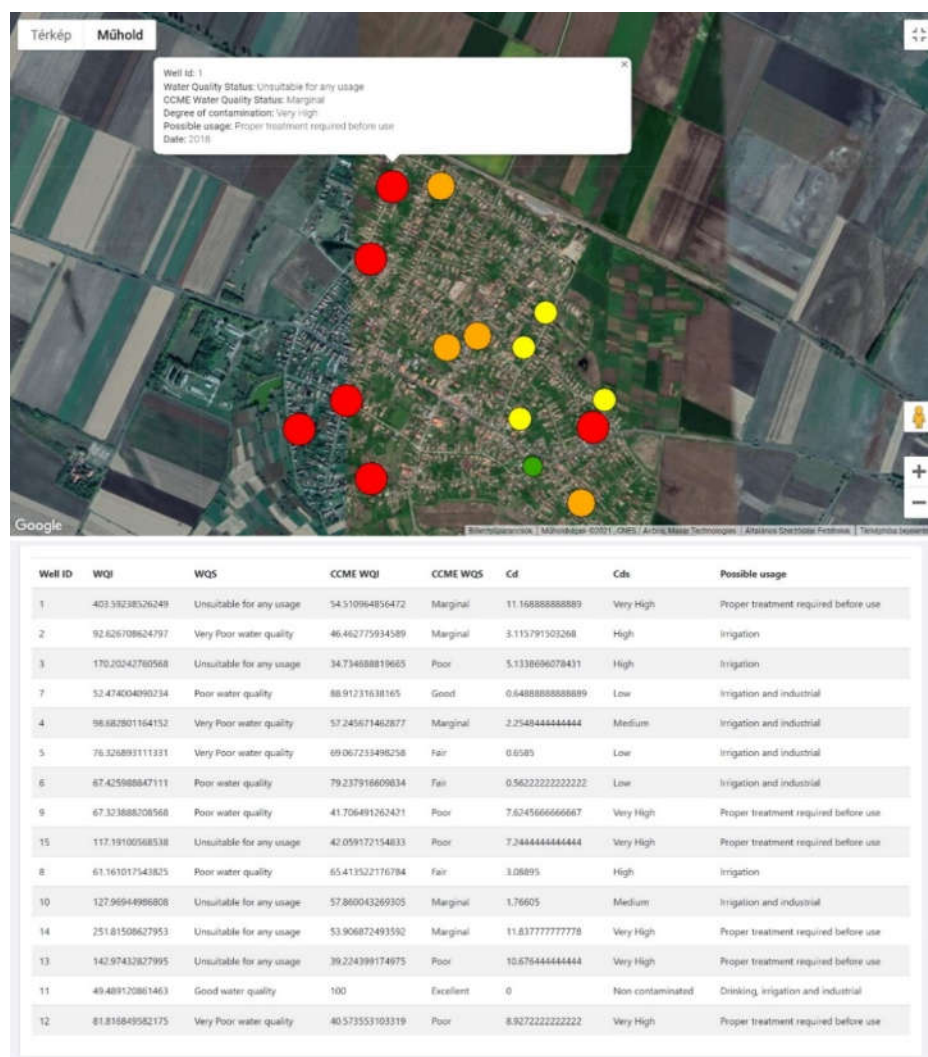 Térkép Műhold
Well Id: 1
Water Quality Status: Unsuitable for any usage
CCME Water Quality Status: Marginal
Degree of contamination: Very High
Possible usage: Proper treatment required before use
Date: 2018
Google
Well ID WQI WQS CCME WQI CCME WQS Cd Cds Possible usage
1 403.59238526249 Unsuitable for any usage 54.510964856472 Marginal 11.168888888889 Very High Proper treatment required before use
2 92.626708624797 Very Poor water quality 46.462775934589 Marginal 3.115791503268 High Irrigation
3 170.20242760568 Unsuitable for any usage 34.734688819665 Poor 5.1338696078431 High Irrigation
7 52.474004090234 Poor water quality 88.91231638165 Good 0.64888888888889 Low Irrigation and industrial
4 98.682801164152 Very Poor water quality 57.245671462877 Marginal 2.2548444444444 Medium Irrigation and industrial
5 76.326893111331 Very Poor water quality 69.067233498258 Fair 0.6585 Low Irrigation and industrial
6 67.425988847111 Poor water quality 79.237916609834 Fair 0.56222222222222 Low Irrigation and industrial
9 67.323888208568 Poor water quality 41.706491262421 Poor 7.6245666666667 Very High Proper treatment required before use
15 117.19100568538 Unsuitable for any usage 42.059172154833 Poor 7.2444444444444 Very High Proper treatment required before use
8 61.161017543825 Poor water quality 65.413522176784 Fair 3.08895 High Irrigation
10 127.96944986808 Unsuitable for any usage 57.860043269305 Marginal 1.76605 Medium Irrigation and industrial
14 251.81508627953 Unsuitable for any usage 53.906872493592 Marginal 11.837777777778 Very High Proper treatment required before use
13 142.97432827995 Unsuitable for any usage 39.224399174975 Poor 10.676444444444 Very High Proper treatment required before use
11 49.489120861463 Good water quality 100 Excellent 0 Non contaminated Drinking, irrigation and industrial
12 81.816849582175 Very Poor water quality 40.573553103319 Poor 8.9272222222222 Very High Proper treatment required before use